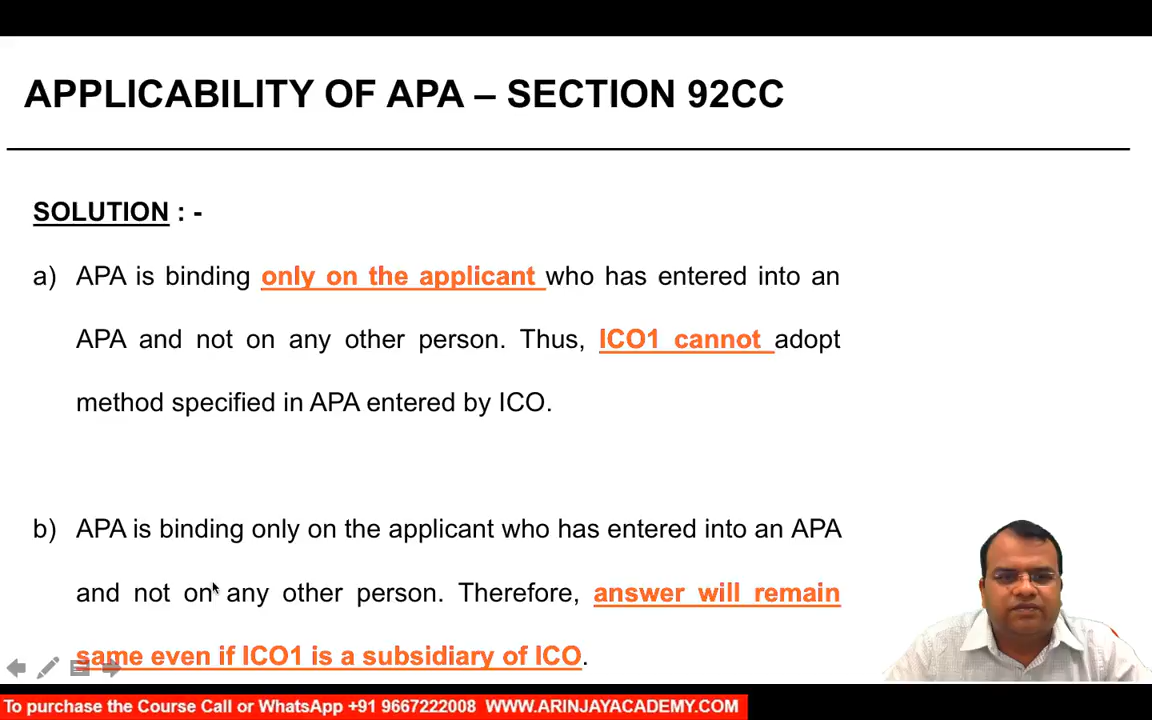 APPLICABILITY OF APA – SECTION 92CC
SOLUTION : -
a) APA is binding only on the applicant who has entered into an
APA and not on any other person. Thus, ICO1 cannot adopt
method specified in APA entered by ICO.
b) APA is binding only on the applicant who has entered into an APA
and not on any other person. Therefore, answer will remain
same even if ICO1 is a subsidiary of ICO.
To purchase the Course Call or WhatsApp +91 9667222008 WWW.ARINJAYACADEMY.COM